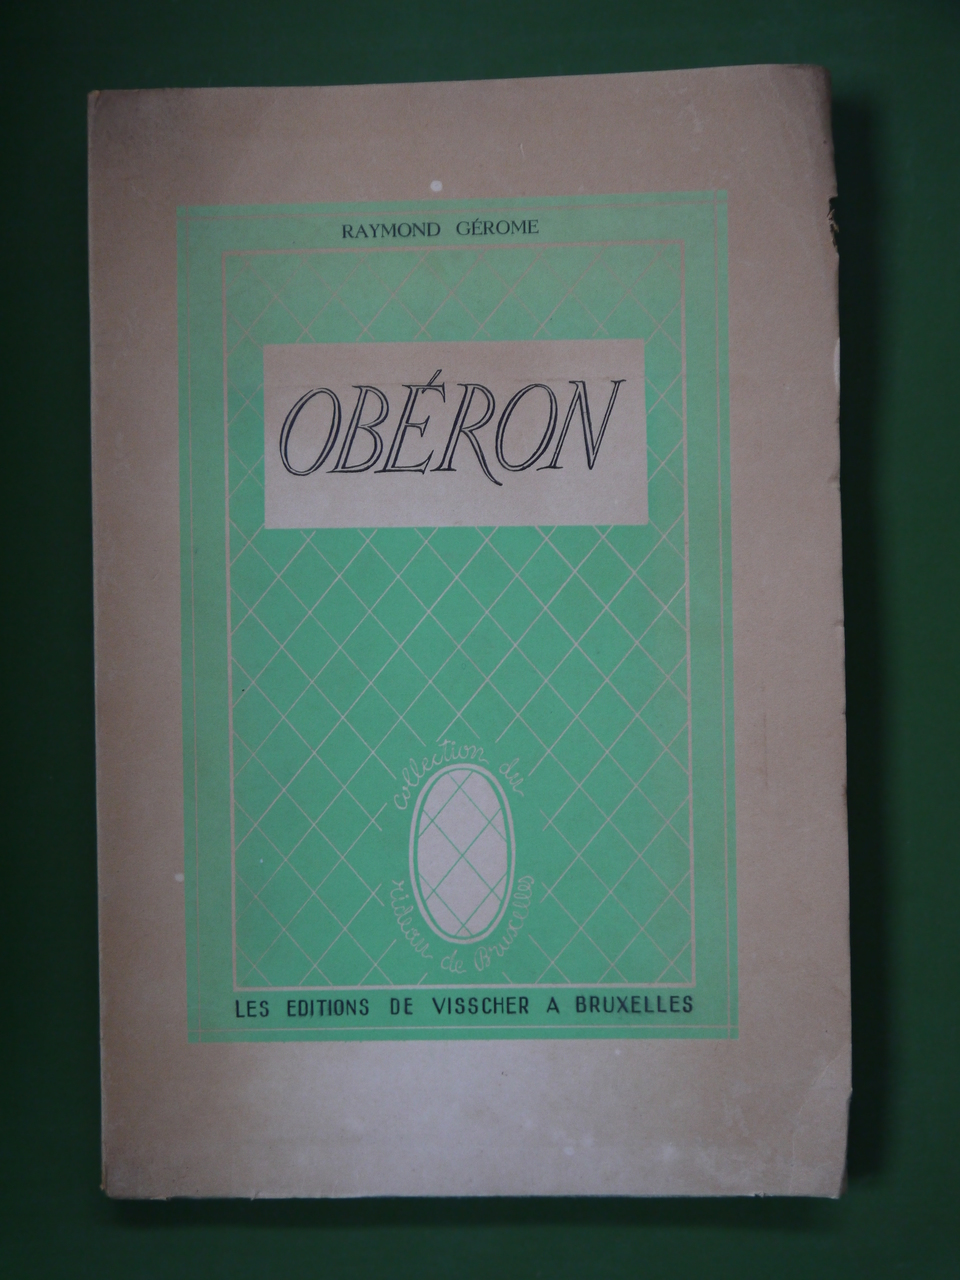 RAYMOND GÉROME
OBÉRON
collection du
rideau de Bruxelles
LES EDITIONS DE VISSCHER A BRUXELLES